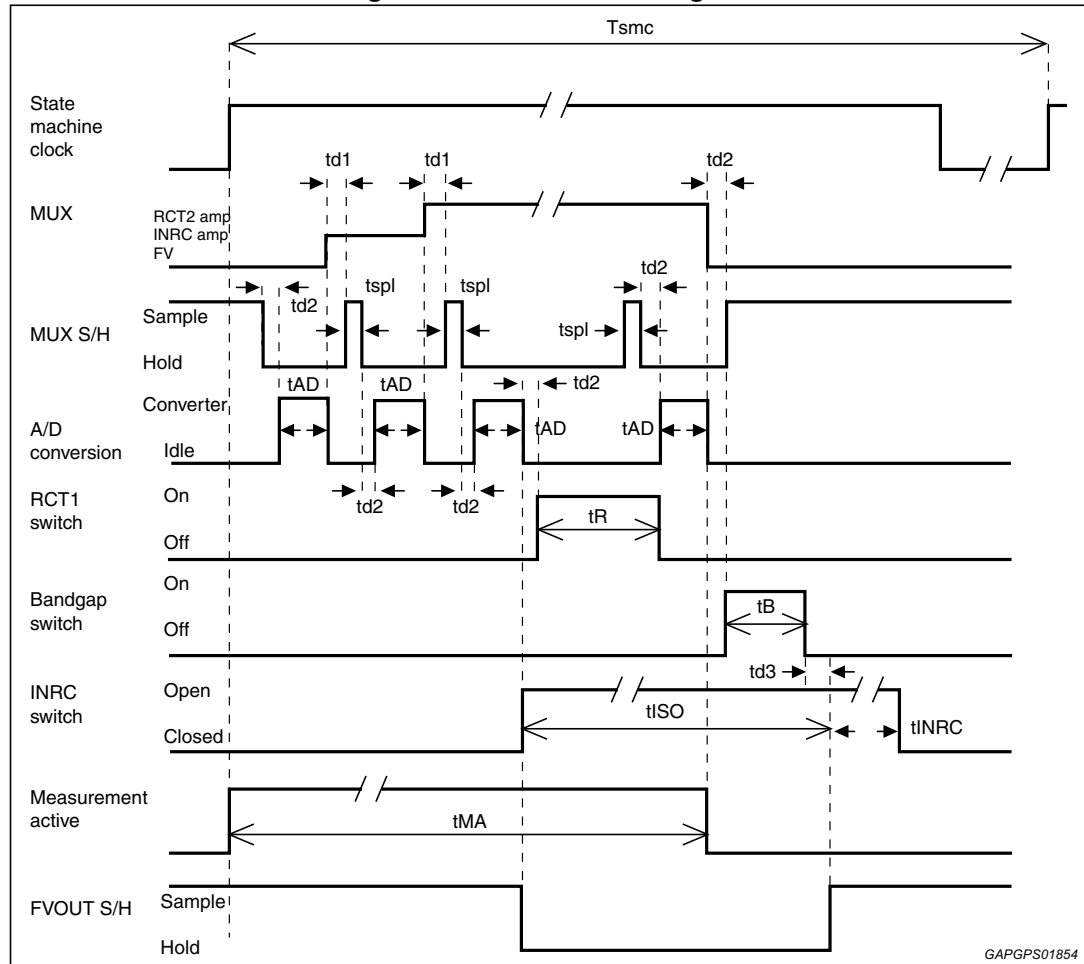 Tsmc
State
machine
clock
td1
td1
td2
MUX
RCT2 amp
INRC amp
FV
td2
tspl
tspl
td2
MUX S/H
Sample
Hold
tspl
tAD
tAD
td2
A/D
conversion
Converter
Idle
tAD
tAD
td2
td2
RCT1
switch
On
Off
tR
Bandgap
switch
On
Off
tB
td3
INRC
switch
Open
Closed
tISO
tINRC
Measurement
active
tMA
FVOUT S/H
Sample
Hold
GAPGPS01854